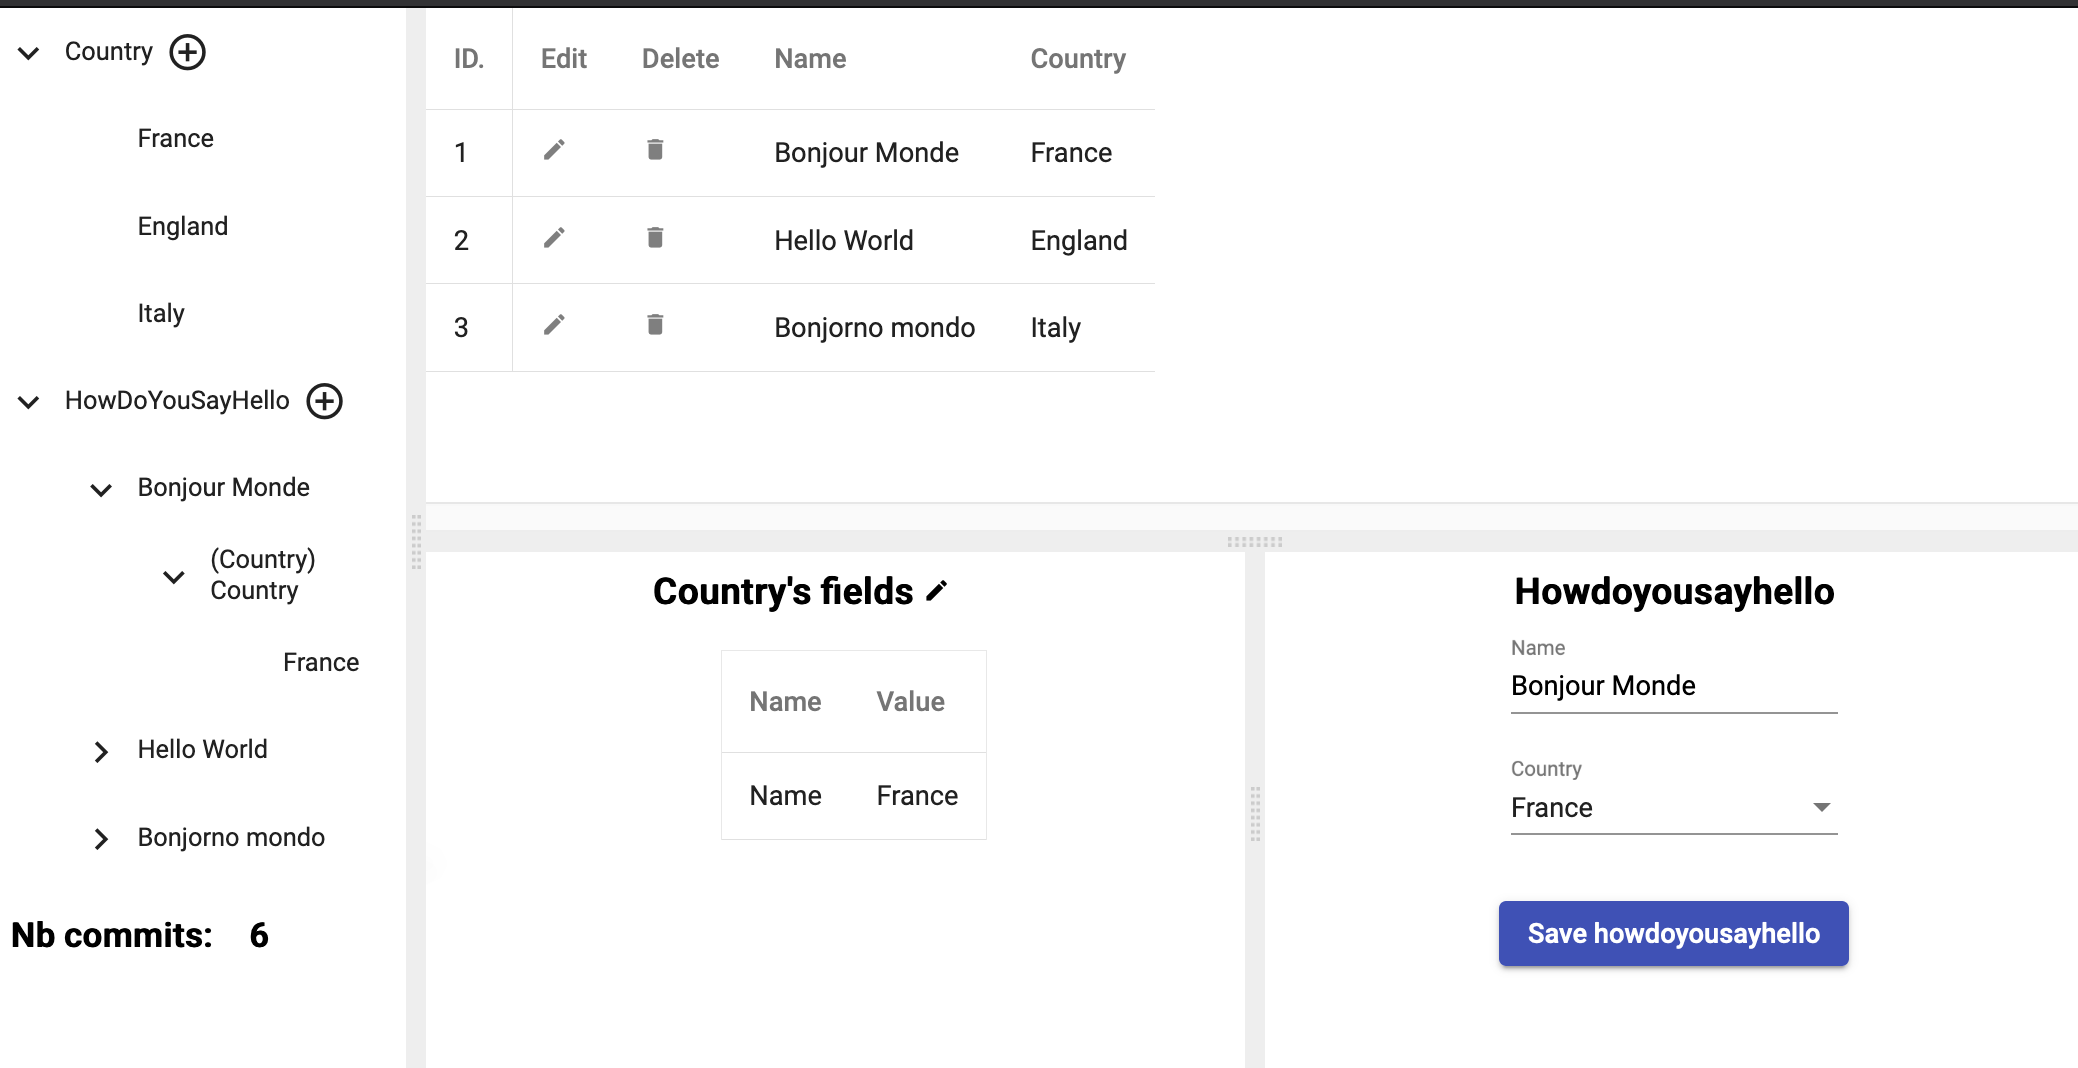 Country
France
England
Italy
HowDoYouSayHello
Bonjour Monde
(Country)
Country
France
Hello World
Bonjorno mondo
Nb commits: 6
ID. Edit Delete Name Country
1 Bonjour Monde France
2 Hello World England
3 Bonjorno mondo Italy
Country's fields
Name Value
Name France
Howdoyousayhello
Name
Bonjour Monde
Country
France
Save howdoyousayhello